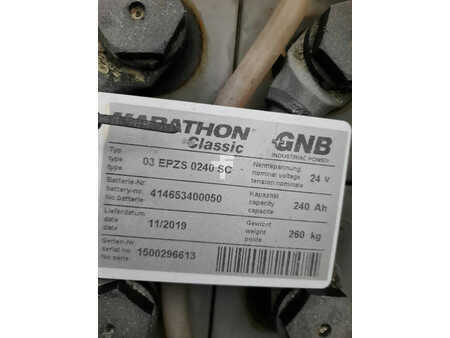 MARATHON
Classic
GNB
INDUSTRIAL POWER
Typ
type
type
03 EPZS 0240 SC
Nennspannung
nominal voltage
tension nominale
24 V
Batterie-Nr.
battery-no.
No batterie
414653400050
Kapazität
capacity
capacité
240 Ah
Lieferdatum
date
date
11/2019
Gewicht
weight
poids
260 kg
Serien-Nr.
serial-no
No serie
1500296613